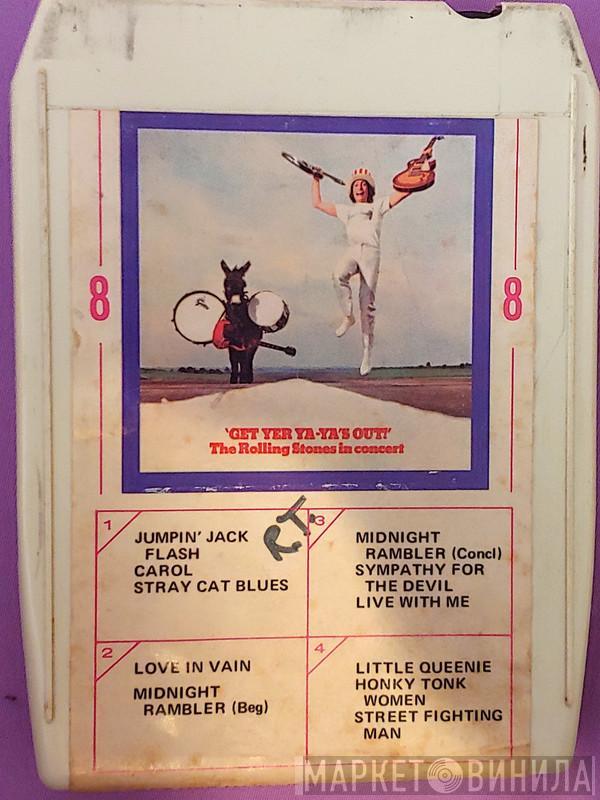 8
8
'GET YER YA-YA'S OUT!'
The Rolling Stones in concert
R.T.
1
JUMPIN' JACK
FLASH
CAROL
STRAY CAT BLUES
3
MIDNIGHT
RAMBLER (Concl)
SYMPATHY FOR
THE DEVIL
LIVE WITH ME
2
LOVE IN VAIN
MIDNIGHT
RAMBLER (Beg)
4
LITTLE QUEENIE
HONKY TONK
WOMEN
STREET FIGHTING
MAN
МАРКЕТ ВИНИЛА